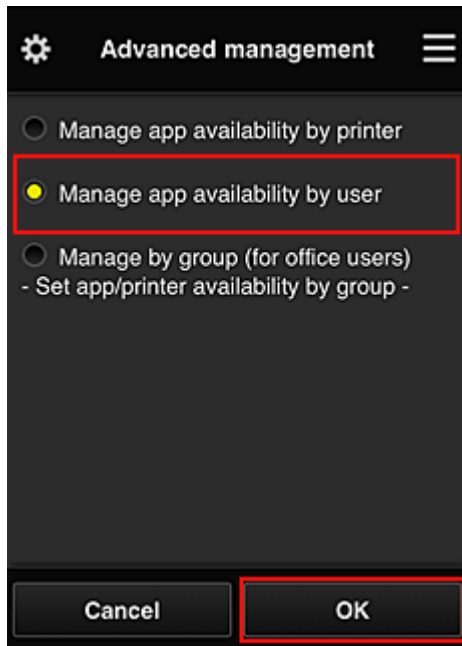 Advanced management
Manage app availability by printer
Manage app availability by user
Manage by group (for office users)
- Set app/printer availability by group -
Cancel
OK